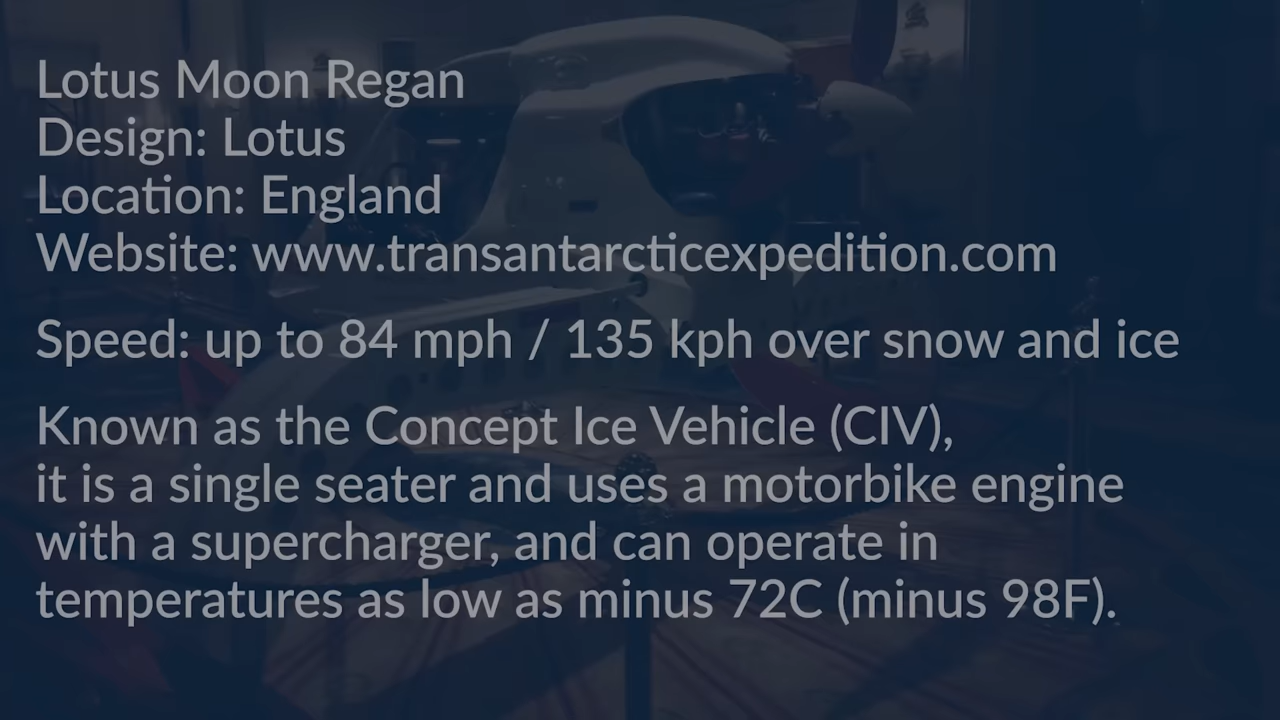 Lotus Moon Regan
Design: Lotus
Location: England
Website: www.transantarcticexpedition.com
Speed: up to 84 mph / 135 kph over snow and ice
Known as the Concept Ice Vehicle (CIV),
it is a single seater and uses a motorbike engine
with a supercharger, and can operate in
temperatures as low as minus 72C (minus 98F).